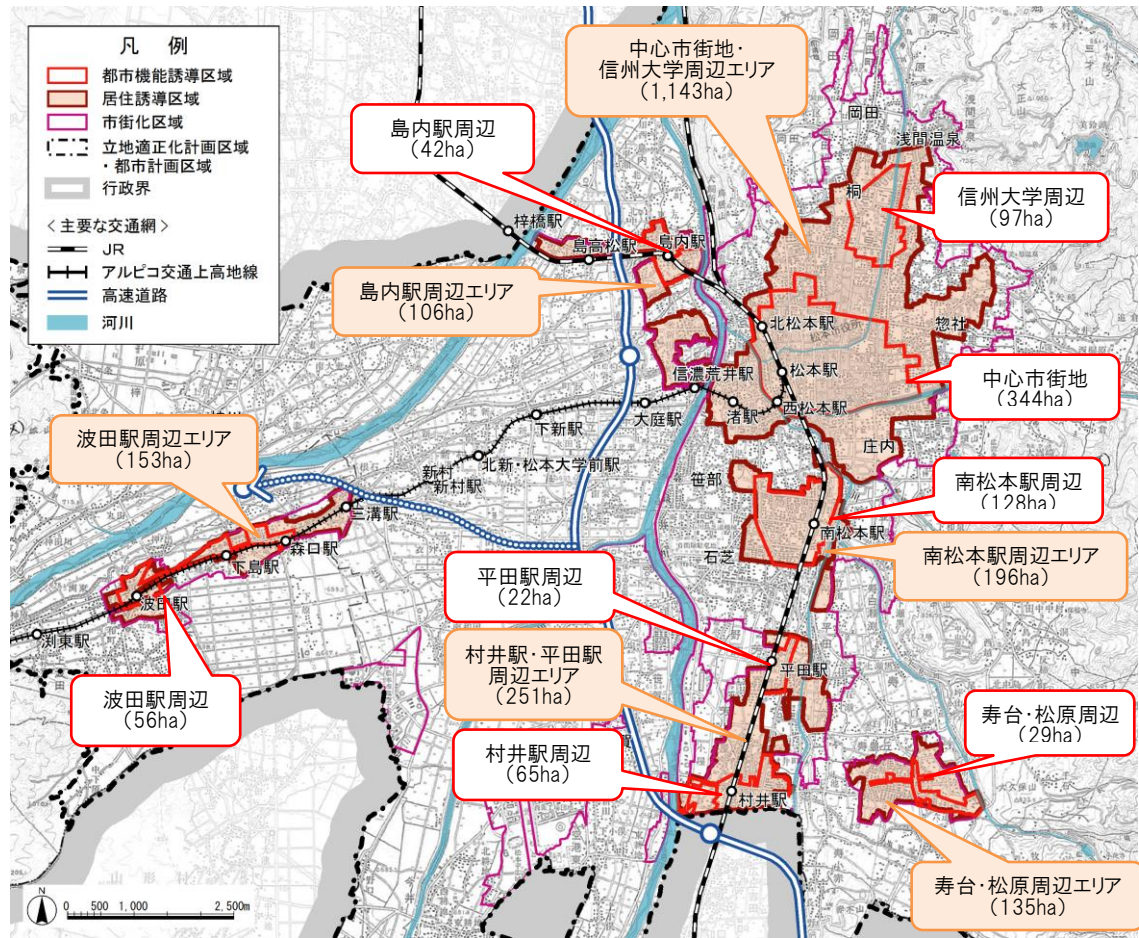 凡 例
都市機能誘導区域
居住誘導区域
市街化区域
立地適正化計画区域
・都市計画区域
行政界
<主要な交通網>
JR
アルピコ交通上高地線
高速道路
河川
中心市街地・
信州大学周辺エリア
(1,143ha)
島内駅周辺
(42ha)
岡田
浅間温泉
桐
信州大学周辺
(97ha)
梓橋駅
島高松駅
島内駅
島内駅周辺エリア
(106ha)
北松本駅
惣社
松本駅
中心市街地
(344ha)
信濃荒井駅
大庭駅
渚駅
西松本駅
下新駅
庄内
波田駅周辺エリア
(153ha)
北新・松本大学前駅
新村
新村駅
笹部
南松本駅周辺
(128ha)
三溝駅
南松本駅
森口駅
下島駅
石芝
南松本駅周辺エリア
(196ha)
平田駅周辺
(22ha)
波田駅
渕東駅
村井駅・平田駅
周辺エリア
(251ha)
平田駅
波田駅周辺
(56ha)
寿台・松原周辺
(29ha)
村井駅周辺
(65ha)
村井駅
寿台・松原周辺エリア
(135ha)
山形村
N
0 500 1,000 2,500m